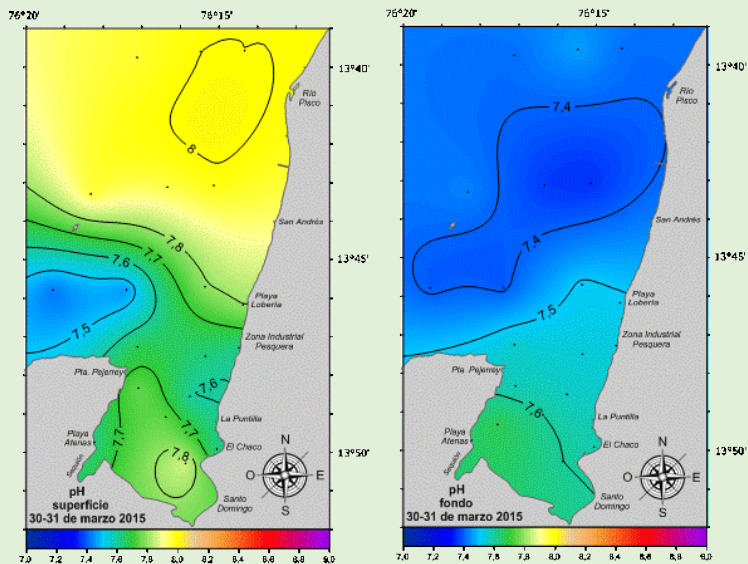 76°20'
76°15'
13°40'
Río
Pisco
8
San Andrés
7,8
7,7
7,6
13°45'
Playa
Lobería
7,5
Zona Industrial
Pesquera
Pta. Pejerrey
7,6
La Puntilla
7,7
7,7
Playa
Atenas
El Chaco
7,8
13°50'
Sequión
N
O
E
S
pH
superficie
30-31 de marzo 2015
Santo
Domingo
7,0 7,2 7,4 7,6 7,8 8,0 8,2 8,4 8,6 8,8 9,0
76°20'
76°15'
13°40'
Río
Pisco
7,4
San Andrés
7,4
13°45'
Playa
Lobería
7,5
Zona Industrial
Pesquera
Pta. Pejerrey
7,6
La Puntilla
Playa
Atenas
El Chaco
13°50'
Sequión
N
O
E
S
pH
fondo
30-31 de marzo 2015
Santo
Domingo
7,0 7,2 7,4 7,6 7,8 8,0 8,2 8,4 8,6 8,8 9,0